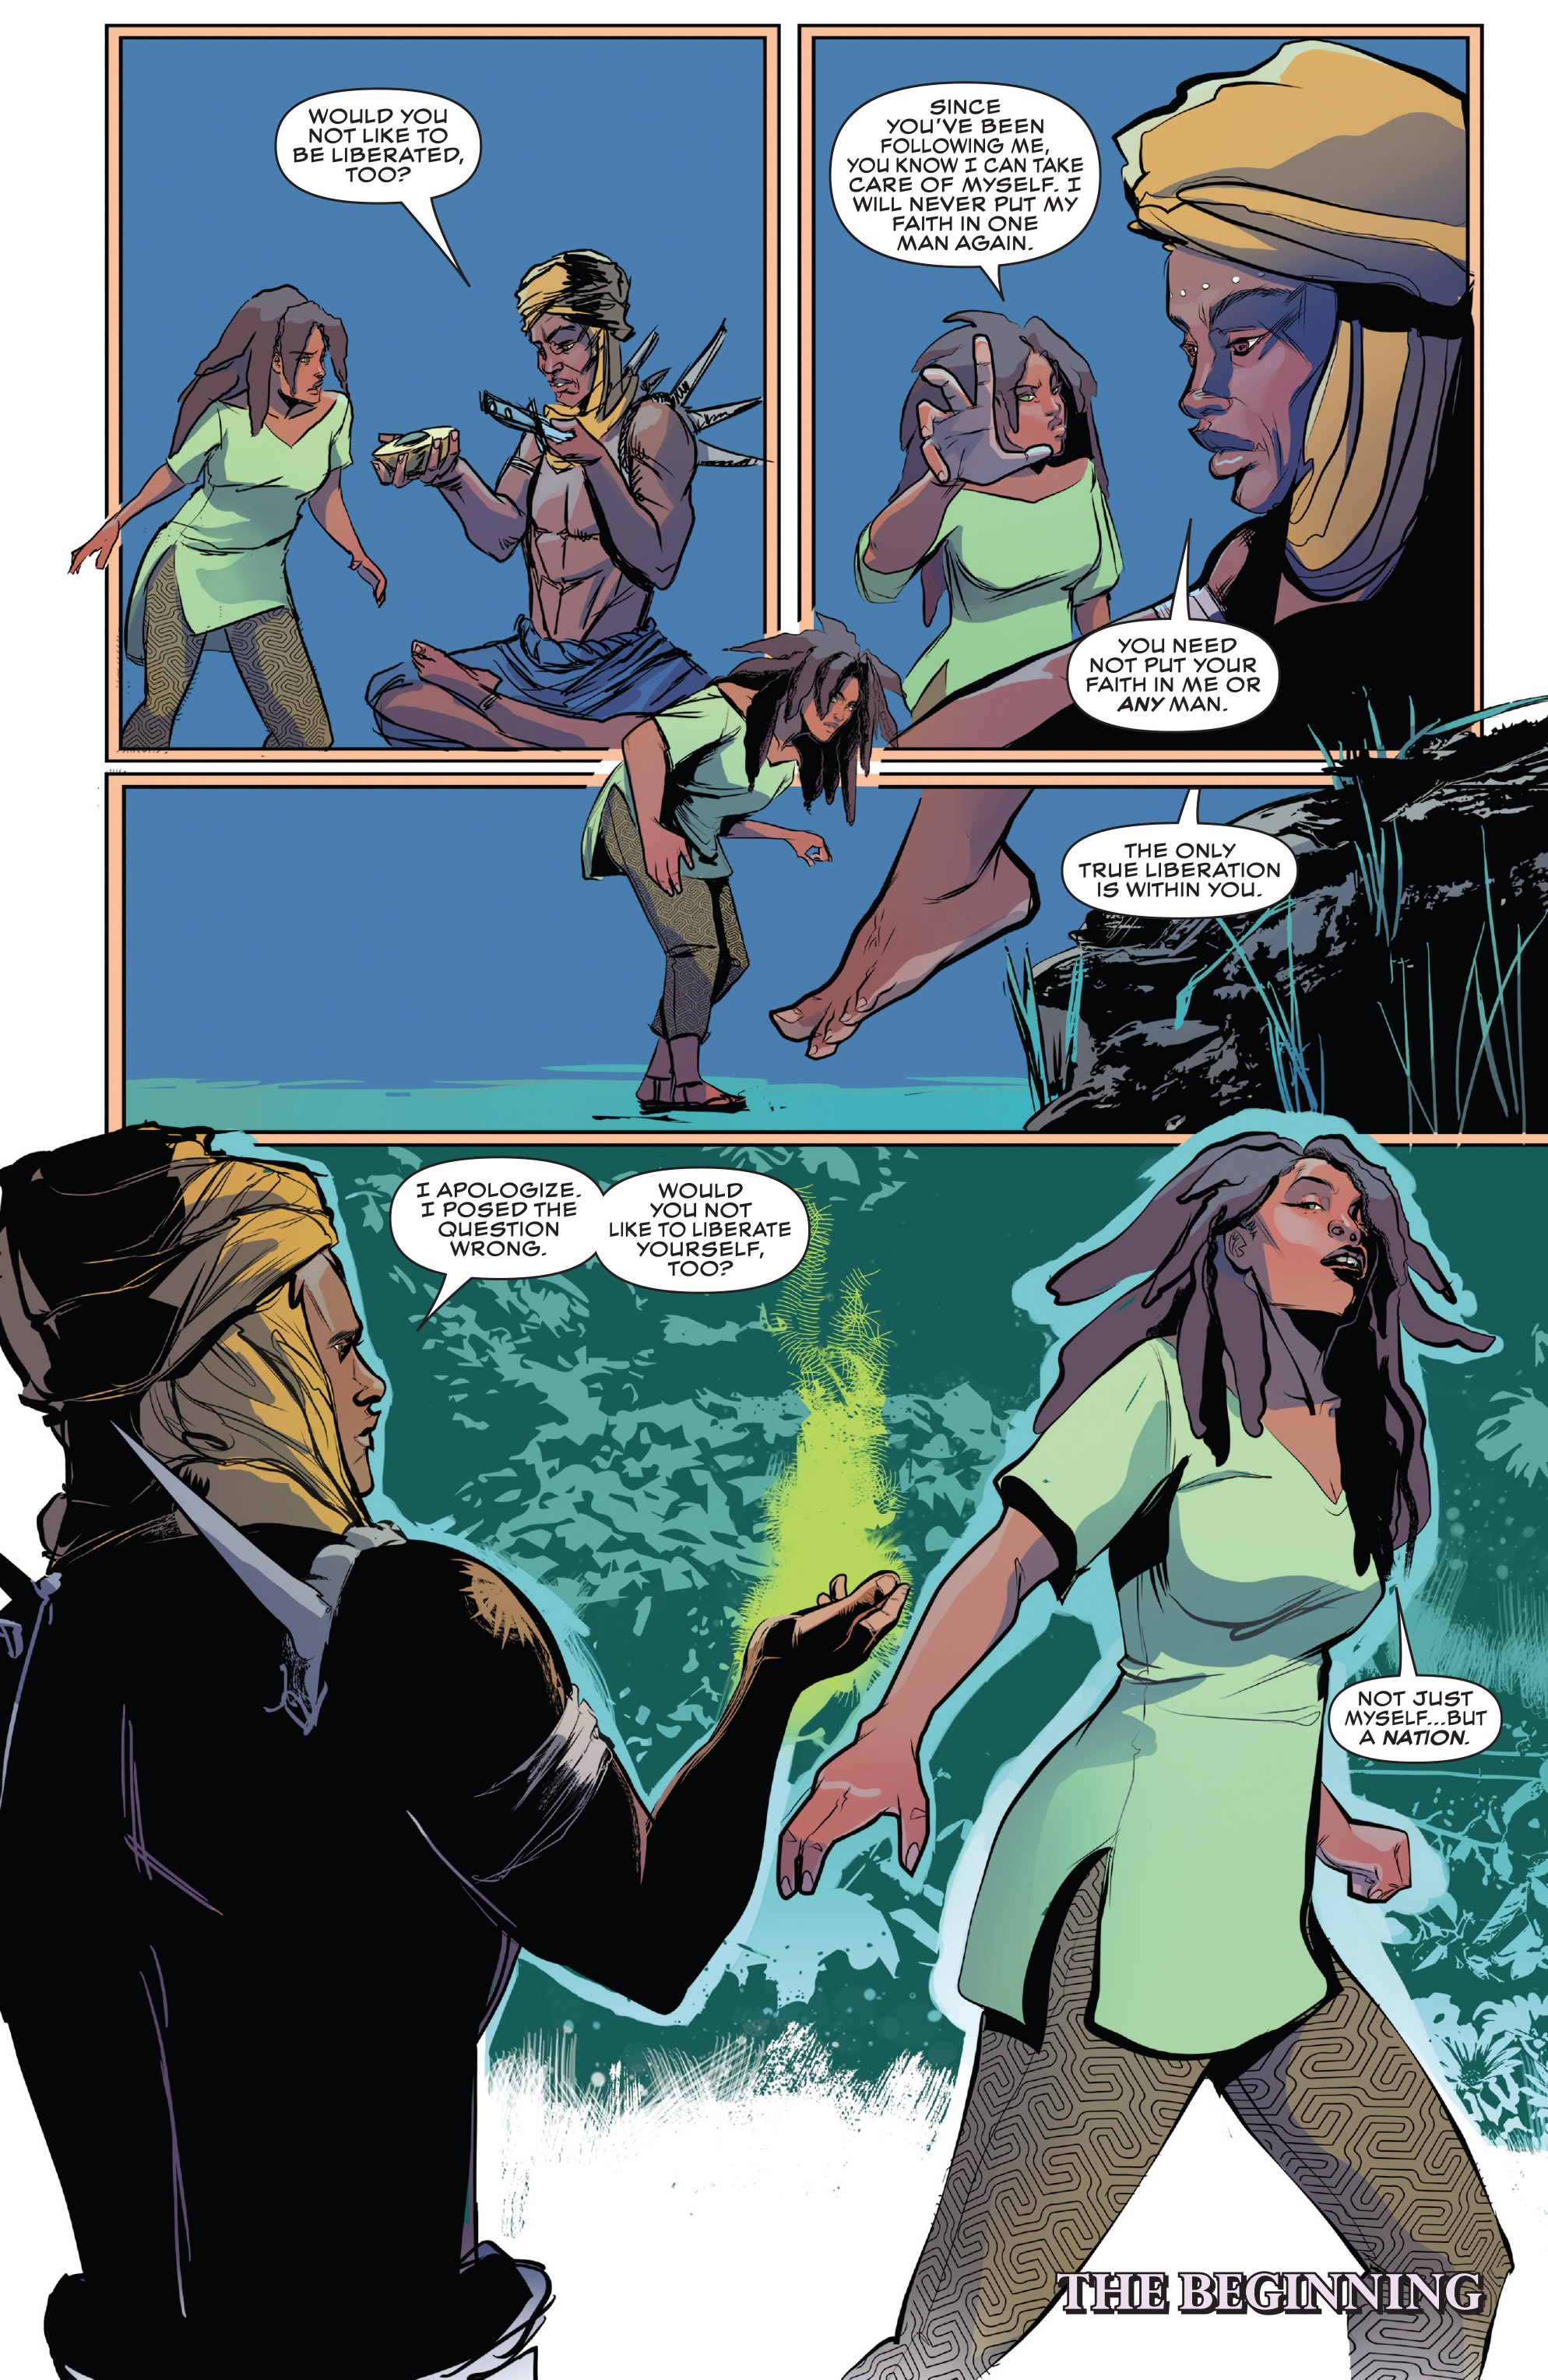 WOULD YOU
NOT LIKE TO
BE LIBERATED,
TOO?
SINCE
YOU'VE BEEN
FOLLOWING ME,
YOU KNOW I CAN TAKE
CARE OF MYSELF. I
WILL NEVER PUT MY
FAITH IN ONE
MAN AGAIN.
YOU NEED
NOT PUT YOUR
FAITH IN ME OR
ANY MAN.
THE ONLY
TRUE LIBERATION
IS WITHIN YOU.
I APOLOGIZE.
I POSED THE
QUESTION
WRONG.
WOULD
YOU NOT
LIKE TO LIBERATE
YOURSELF,
TOO?
NOT JUST
MYSELF...BUT
A NATION.
THE BEGINNING